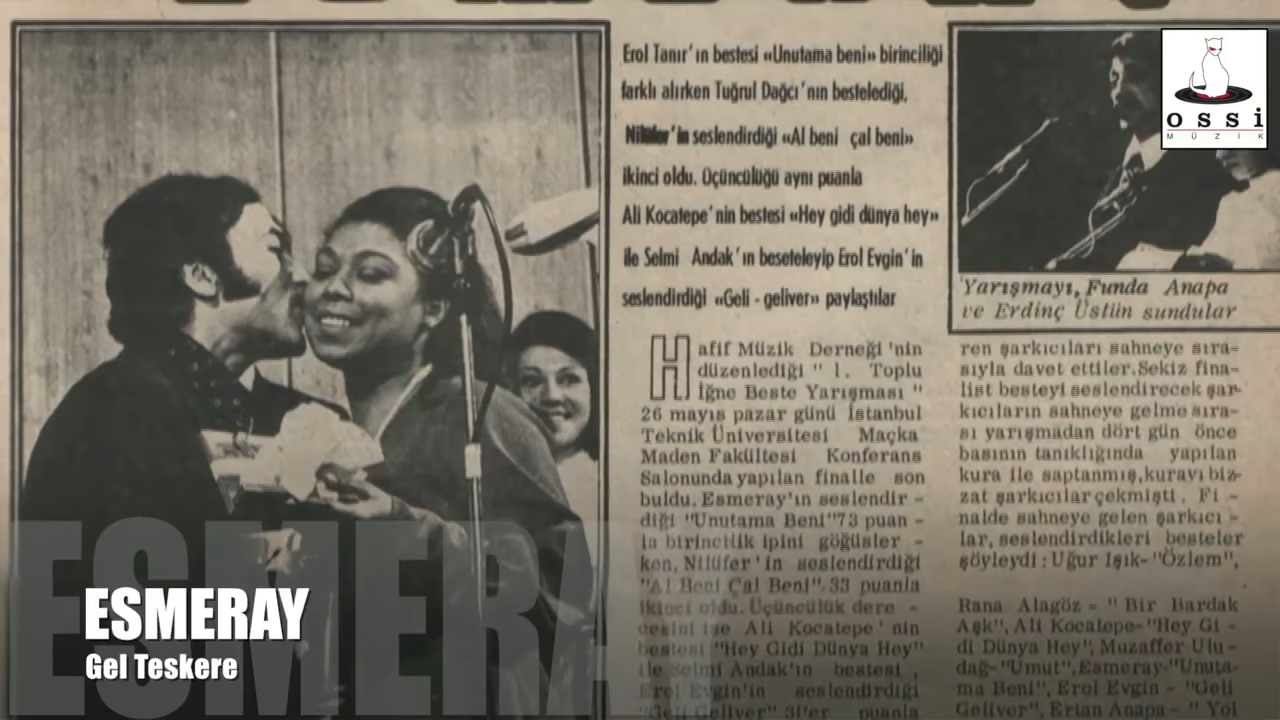 Erol Tanır'ın bestesi «Unutama beni» birinciliği
farklı alırken Tuğrul Dağcı'nın bestelediği,
Nilüfer'in seslendirdiği «Al beni çal beni»
ikinci oldu. Üçüncülüğü aynı puanla
Ali Kocatepe'nin bestesi «Hey gidi dünya hey»
ile Selmi Andak'ın beseteleyip Erol Evgin'in
seslendirdiği «Geli - geliver» paylaştılar
Hafif Müzik Derneği'nin
düzenlediği " 1. Toplu
İğne Beste Yarışması "
26 mayıs pazar günü İstanbul
Teknik Üniversitesi Maçka
Maden Fakültesi Konferans
Salonunda yapılan finalle son
buldu. Esmeray'ın seslendir -
diği "Unutama Beni" 73 puan -
la birincilik ipini göğüsler -
ken, Nilüfer'in seslendirdiği
"Al Beni Çal Beni" 33 puanla
ikinci oldu. Üçüncülük dere -
cesini ise Ali Kocatepe'nin
bestesi "Hey Gidi Dünya Hey"
ile Selmi Andak'ın bestesi,
Erol Evgin'in seslendirdiği
"Geli Geliver" 31'er puanla
ossi
MÜZİK
Yarışmayı, Funda Anapa
ve Erdinç Üstün sundular
ren şarkıcıları sahneye sıra-
sıyla davet ettiler. Sekiz fina-
list besteyi seslendirecek şar-
kıcıların sahneye gelme sıra-
sı yarışmadan dört gün önce
basının tanıklığında yapılan
kura ile saptanmış, kurayı biz-
zat şarkıcılar çekmişti. Fi -
nalde sahneye gelen şarkıcı -
lar, seslendirdikleri besteler
şöyleydi : Uğur Işık- "Özlem",
Rana Alagöz - " Bir Bardak
Aşk", Ali Kocatepe- "Hey Gi -
di Dünya Hey", Muzaffer Ulu -
dağ- "Umut", Esmeray- "Unuta-
ma Beni", Erol Evgin - "Geli
Geliver", Ertan Anapa - " Yol
ESMERAY
ESMERAY
Gel Teskere